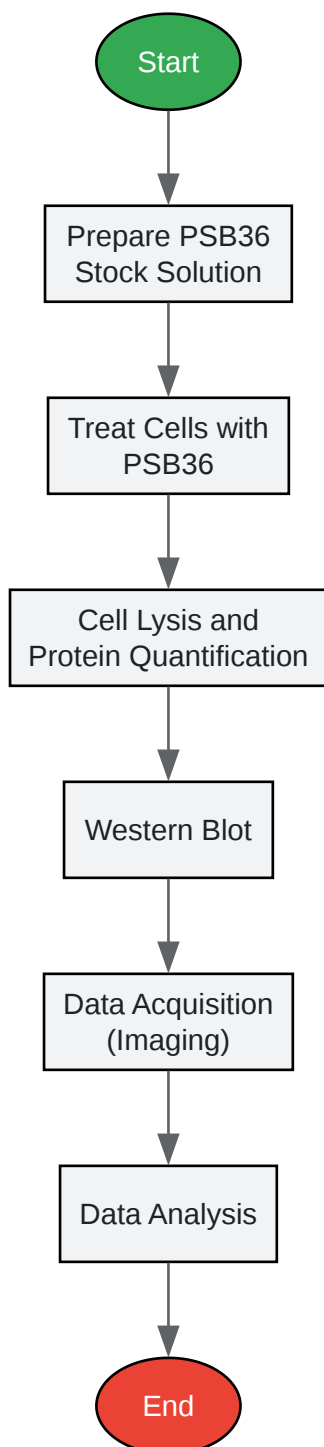 Start
Prepare PSB36
Stock Solution
Treat Cells with
PSB36
Cell Lysis and
Protein Quantification
Western Blot
Data Acquisition
(Imaging)
Data Analysis
End